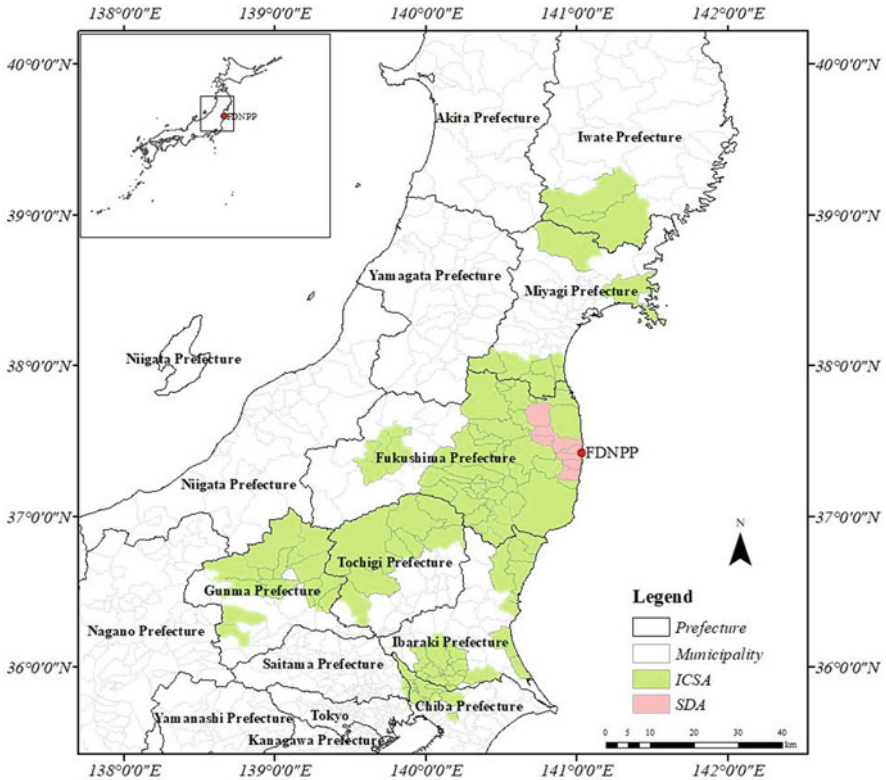 138°0'0"E 139°0'0"E 140°0'0"E 141°0'0"E 142°0'0"E
40°0'0"N 40°0'0"N
FDNPP
Akita Prefecture
Iwate Prefecture
39°0'0"N 39°0'0"N
Yamagata Prefecture
Miyagi Prefecture
Niigata Prefecture
38°0'0"N 38°0'0"N
Fukushima Prefecture
FDNPP
Niigata Prefecture
37°0'0"N 37°0'0"N
N
Tochigi Prefecture
Gunma Prefecture
Legend
Prefecture
Nagano Prefecture
Ibaraki Prefecture
Municipality
36°0'0"N 36°0'0"N
Saitama Prefecture
ICSA
Chiba Prefecture
SDA
Yamanashi Prefecture
Tokyo
Kanagawa Prefecture
0 5 10 20 30 40
km
138°0'0"E 139°0'0"E 140°0'0"E 141°0'0"E 142°0'0"E